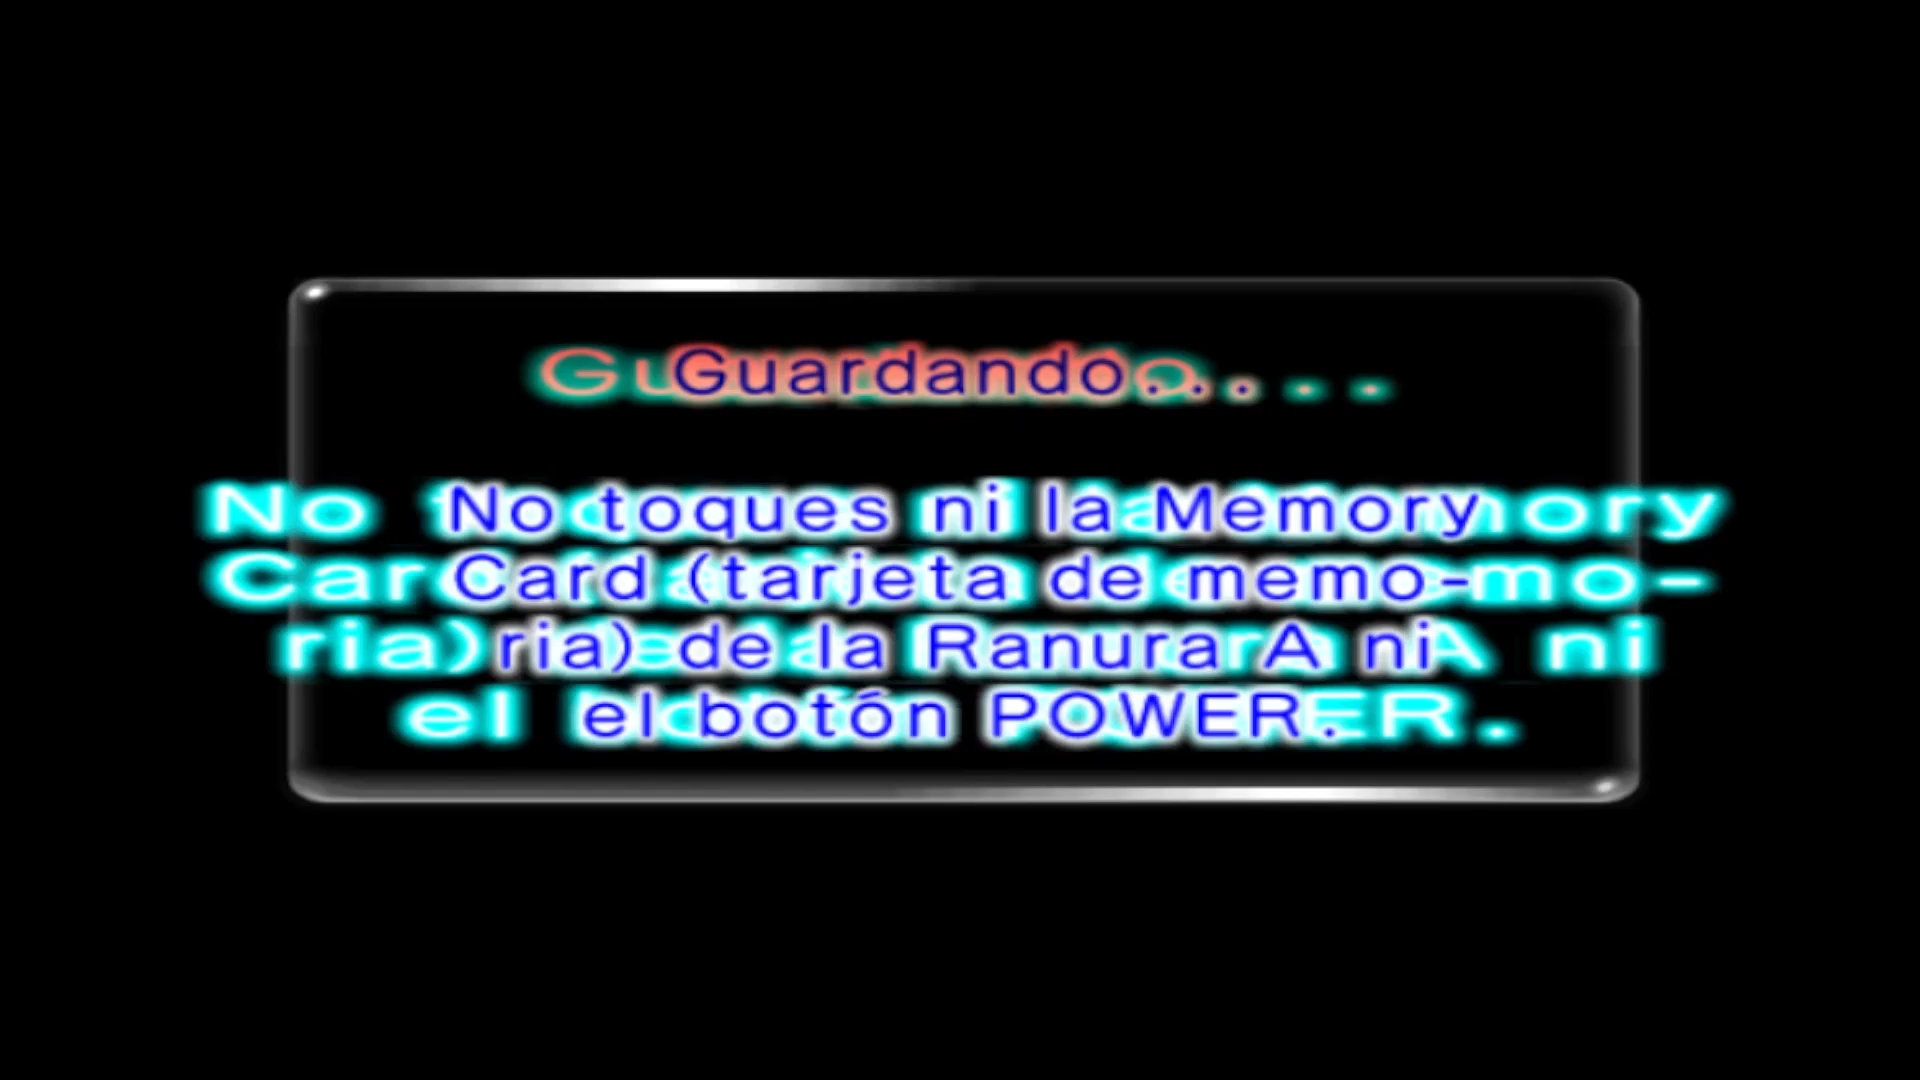 Guardando....
No toques ni la Memory
Card (tarjeta de memo-
ria) de la Ranura A ni
el botón POWER.